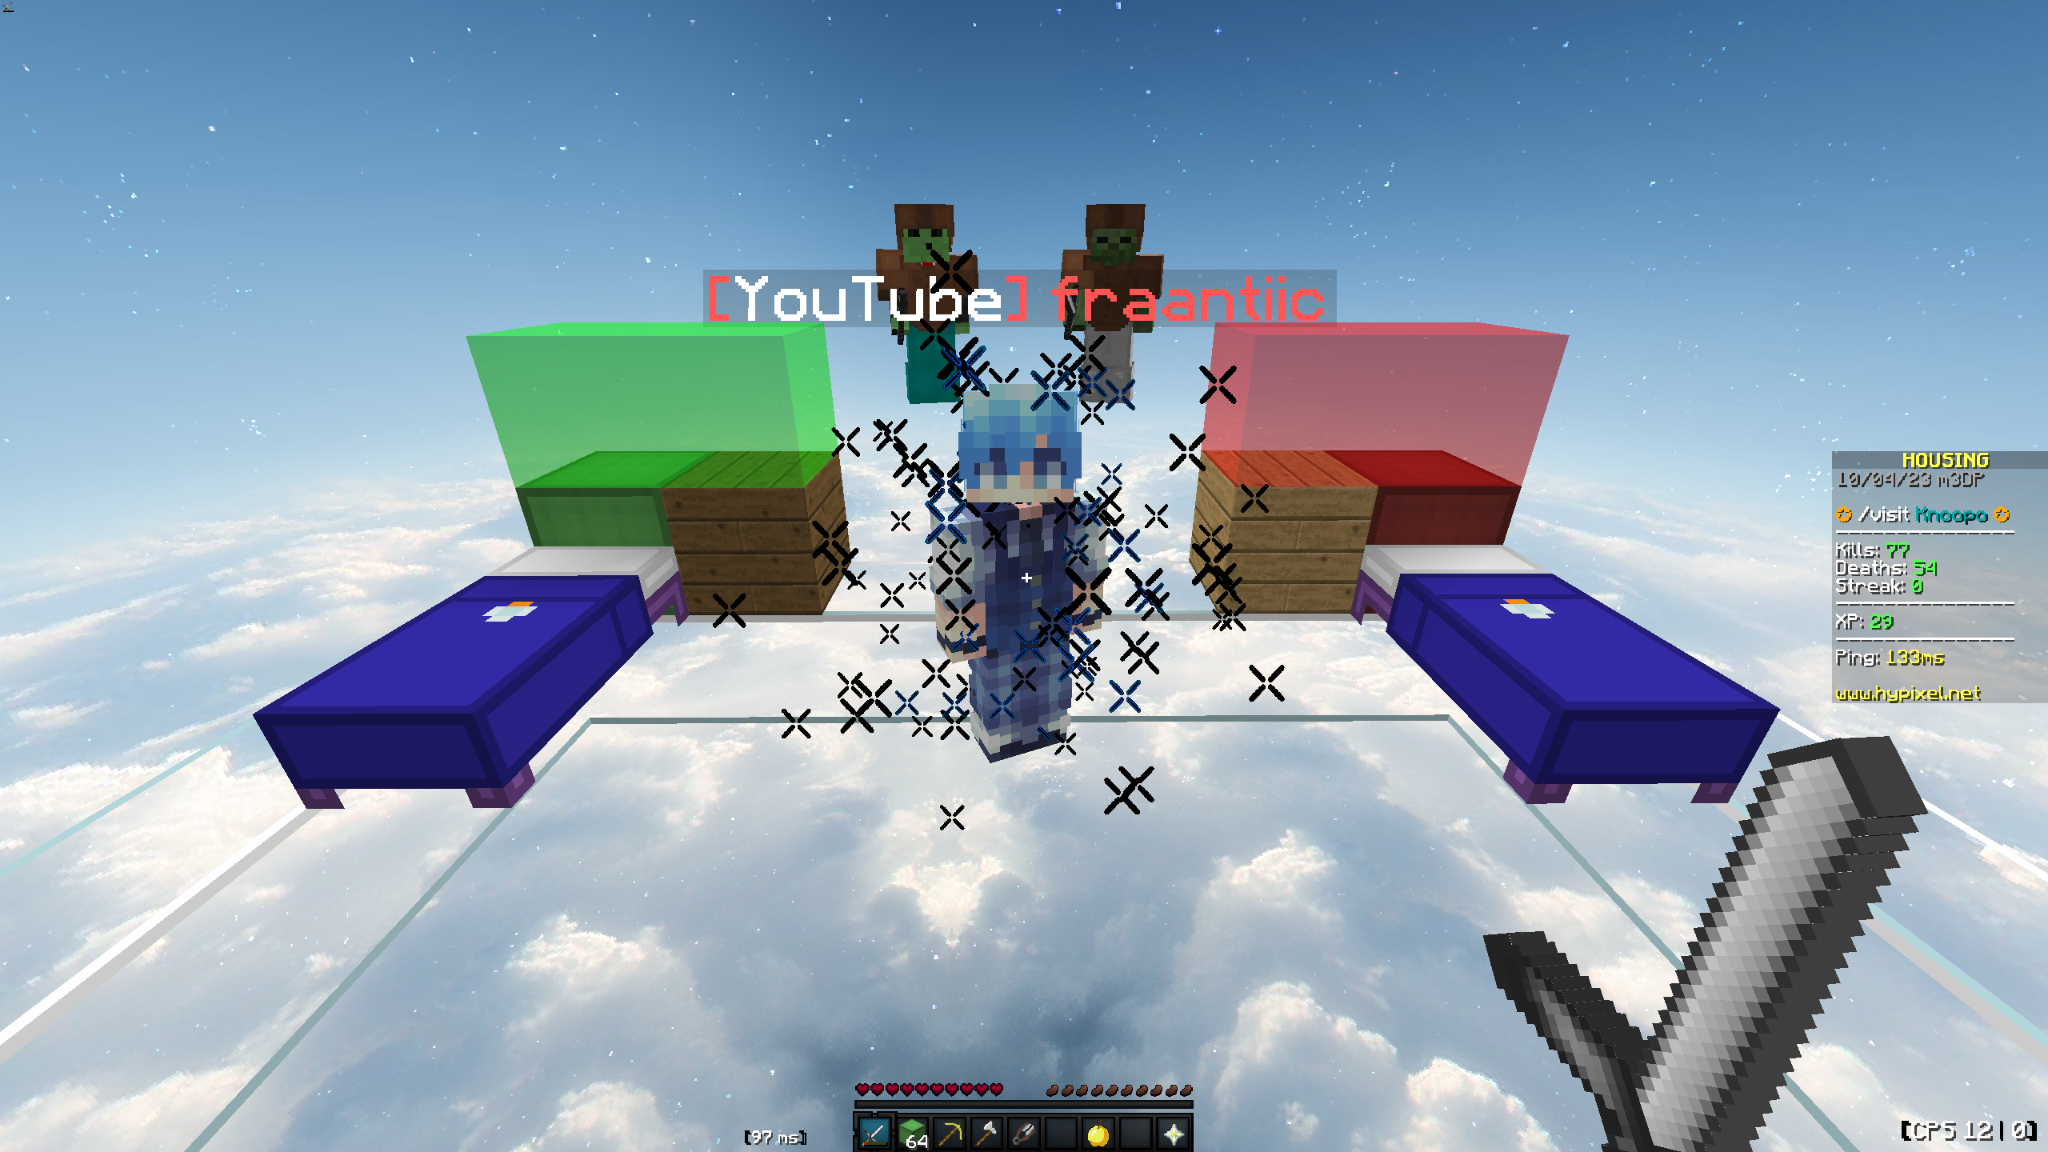 [YouTube] fraantiic
HOUSING
10/04/23 m3DP
/visit Knoopo
Kills: 77
Deaths: 54
Streak: 0
XP: 29
Ping: 133ms
www.hypixel.net
64
[97 ms]
[CPS 12 | 0]